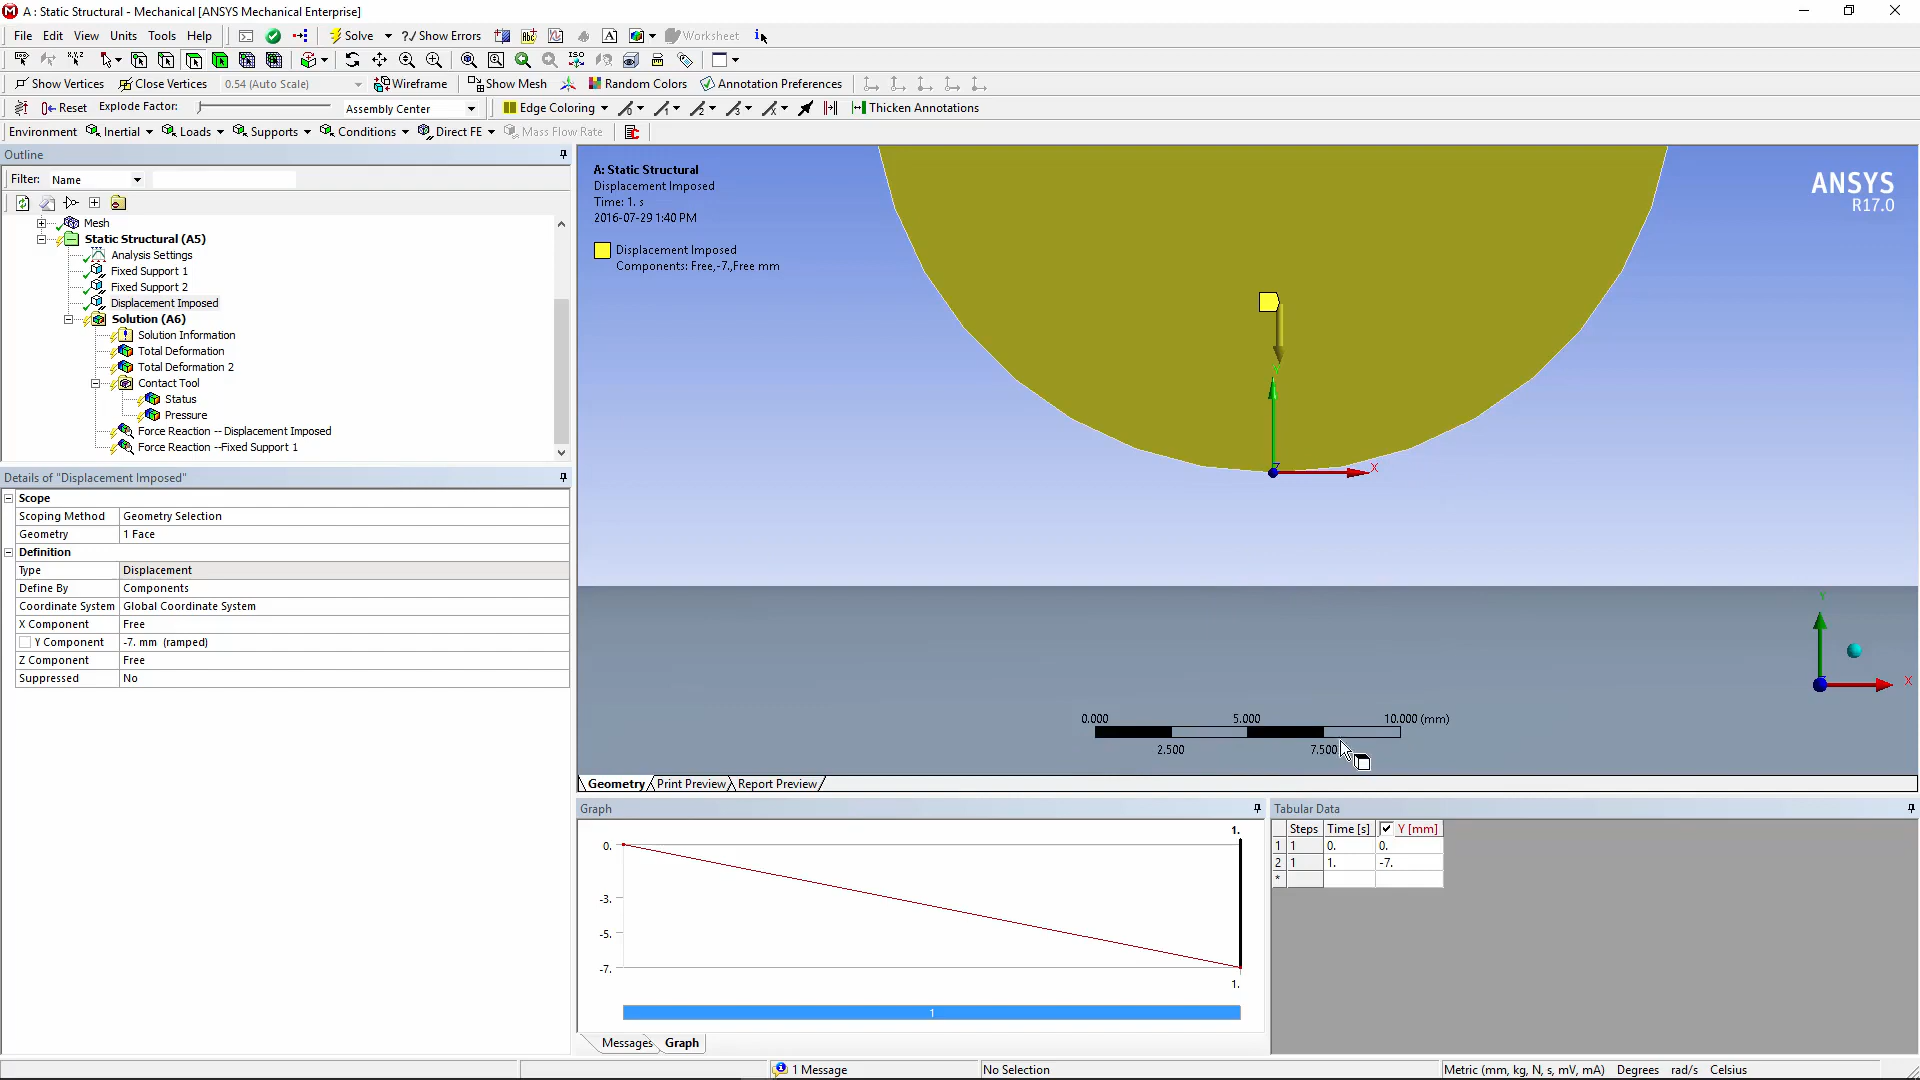 A : Static Structural - Mechanical [ANSYS Mechanical Enterprise]
File Edit View Units Tools Help Solve ?/ Show Errors Worksheet
Show Vertices Close Vertices 0.54 (Auto Scale) Wireframe Show Mesh Random Colors Annotation Preferences
Reset Explode Factor: Assembly Center Edge Coloring Thicken Annotations
Environment Inertial Loads Supports Conditions Direct FE Mass Flow Rate
Outline
Filter: Name
Mesh
Static Structural (A5)
Analysis Settings
Fixed Support 1
Fixed Support 2
Displacement Imposed
Solution (A6)
Solution Information
Total Deformation
Total Deformation 2
Contact Tool
Status
Pressure
Force Reaction -- Displacement Imposed
Force Reaction --Fixed Support 1
Details of "Displacement Imposed"
Scope
Scoping Method Geometry Selection
Geometry 1 Face
Definition
Type Displacement
Define By Components
Coordinate System Global Coordinate System
X Component Free
Y Component -7. mm (ramped)
Z Component Free
Suppressed No
A: Static Structural
Displacement Imposed
Time: 1. s
2016-07-29 1:40 PM
Displacement Imposed
Components: Free,-7.,Free mm
ANSYS
R17.0
Y
X
Z
Y
X
0.000 5.000 10.000 (mm)
2.500 7.500
Geometry Print Preview Report Preview
Graph
1.
0.
-3.
-5.
-7.
1.
1
Messages Graph
Tabular Data
Steps Time [s] Y [mm]
1 1 0. 0.
2 1 1. -7.
*
1 Message No Selection Metric (mm, kg, N, s, mV, mA) Degrees rad/s Celsius